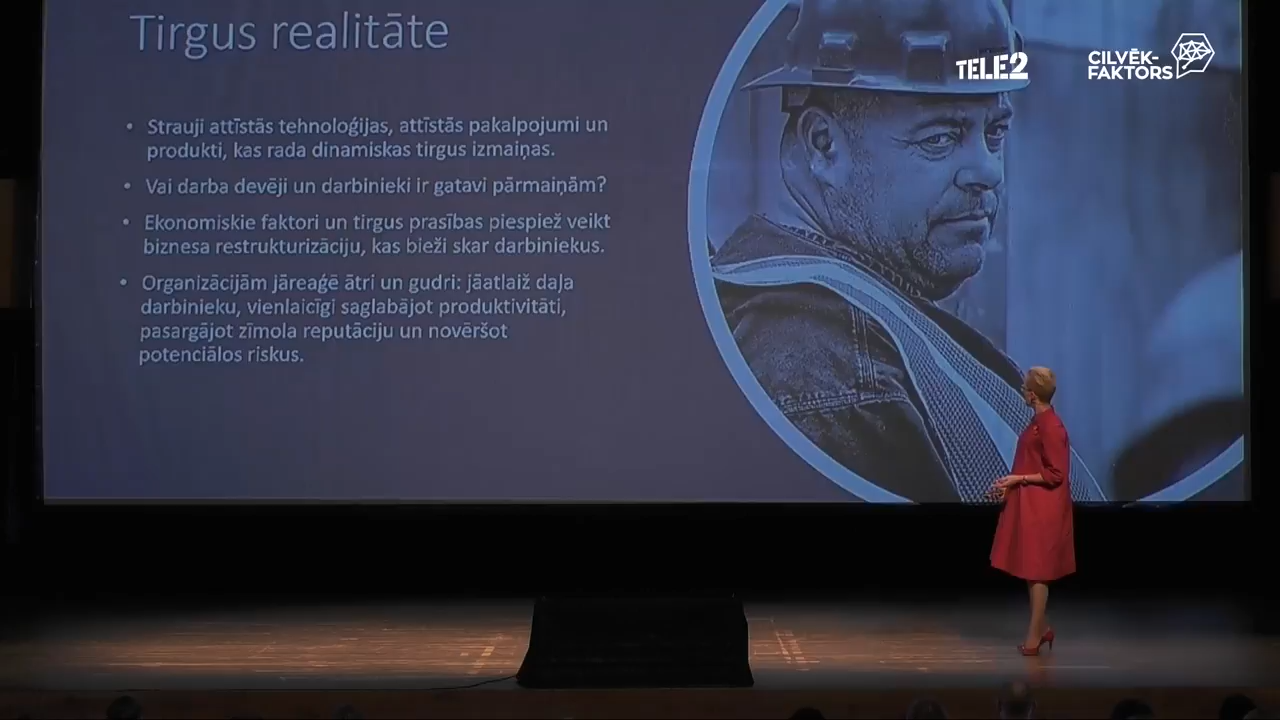 Tirgus realitāte
TELE2
CILVĒK-
FAKTORS
• Strauji attīstās tehnoloģijas, attīstās pakalpojumi un
produkti, kas rada dinamiskas tirgus izmaiņas.
• Vai darba devēji un darbinieki ir gatavi pārmaiņām?
• Ekonomiskie faktori un tirgus prasības piespiež veikt
biznesa restrukturizāciju, kas bieži skar darbiniekus.
• Organizācijām jāreaģē ātri un gudri: jāatlaiž daļa
darbinieku, vienlaicīgi saglabājot produktivitāti,
pasargājot zīmola reputāciju un novēršot
potenciālos riskus.